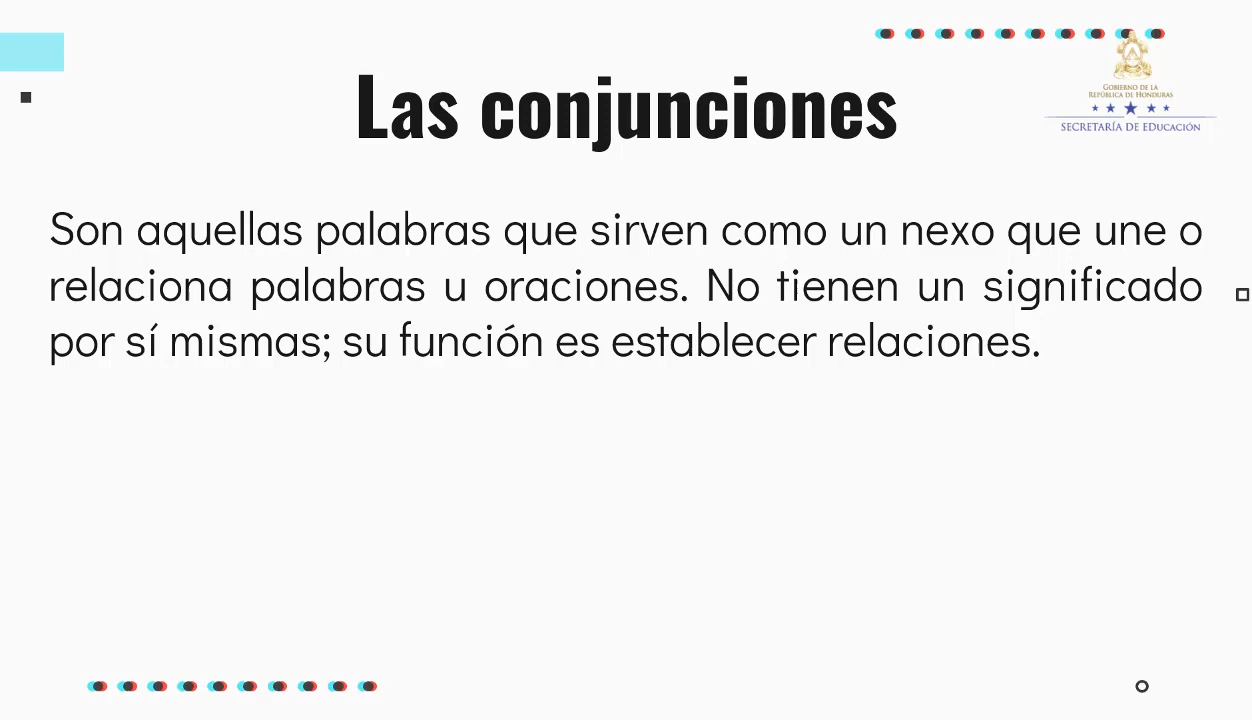 Las conjunciones
GOBIERNO DE LA
REPÚBLICA DE HONDURAS
SECRETARÍA DE EDUCACIÓN
Son aquellas palabras que sirven como un nexo que une o
relaciona palabras u oraciones. No tienen un significado
por sí mismas; su función es establecer relaciones.